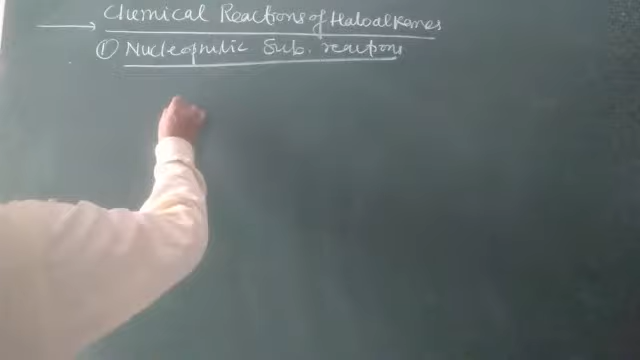 → Chemical Reactions of Haloalkanes
① Nucleophilic Sub. reactions